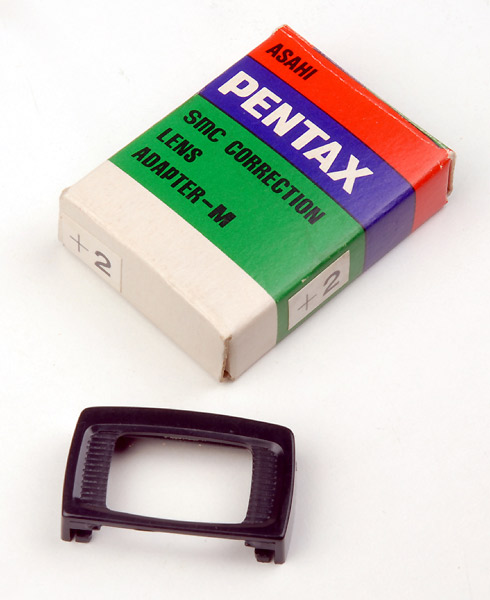 ASAHI
PENTAX
SMC CORRECTION
LENS
ADAPTER-M
+2
+2